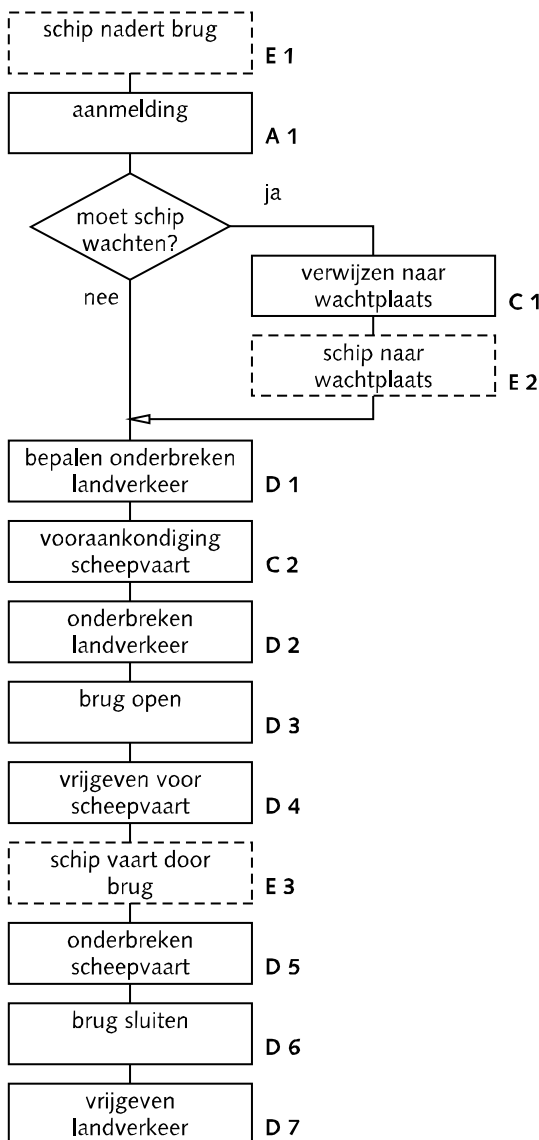 schip nadert brug
E 1
aanmelding
A 1
moet schip
wachten?
ja
nee
verwijzen naar
wachtplaats
C 1
schip naar
wachtplaats
E 2
bepalen onderbreken
landverkeer
D 1
vooraankondiging
scheepvaart
C 2
onderbreken
landverkeer
D 2
brug open
D 3
vrijgeven voor
scheepvaart
D 4
schip vaart door
brug
E 3
onderbreken
scheepvaart
D 5
brug sluiten
D 6
vrijgeven
landverkeer
D 7